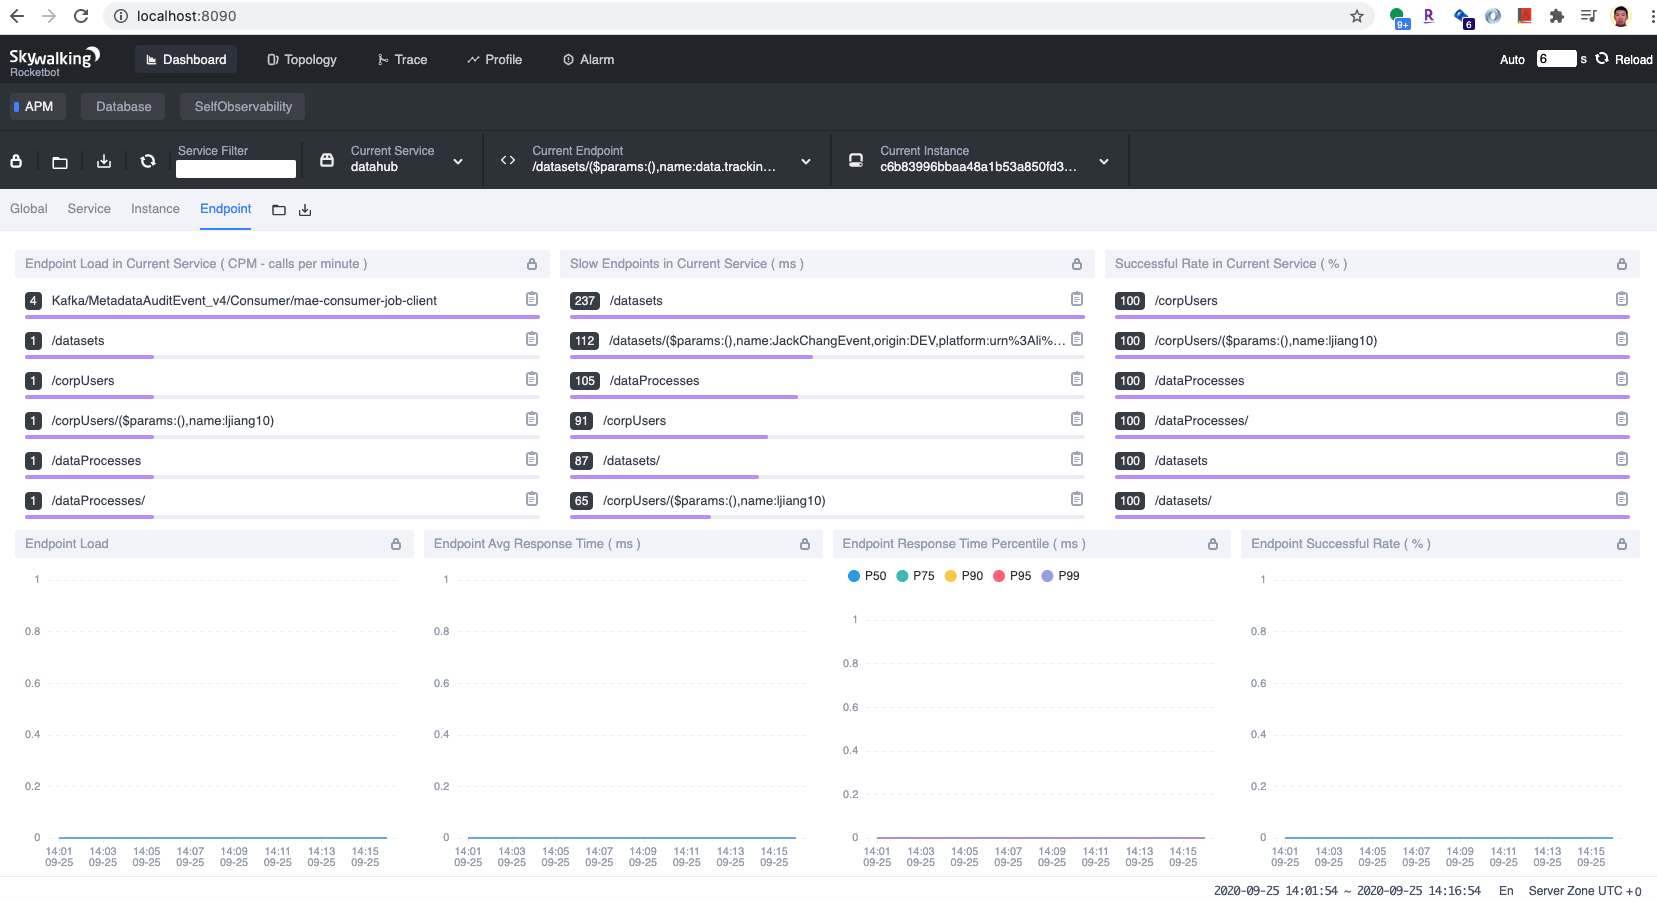 localhost:8090
9+
R
6
Skywalking
Rocketbot
Dashboard
Topology
Trace
Profile
Alarm
Auto 6 s Reload
APM
Database
SelfObservability
Service Filter
Current Service
datahub
Current Endpoint
/datasets/($params:(),name:data.trackin...
Current Instance
c6b83996bbaa48a1b53a850fd3...
Global
Service
Instance
Endpoint
Endpoint Load in Current Service ( CPM - calls per minute )
4 Kafka/MetadataAuditEvent_v4/Consumer/mae-consumer-job-client
1 /datasets
1 /corpUsers
1 /corpUsers/($params:(),name:ljiang10)
1 /dataProcesses
1 /dataProcesses/
Slow Endpoints in Current Service ( ms )
237 /datasets
112 /datasets/($params:(),name:JackChangEvent,origin:DEV,platform:urn%3Ali%...
105 /dataProcesses
91 /corpUsers
87 /datasets/
65 /corpUsers/($params:(),name:ljiang10)
Successful Rate in Current Service ( % )
100 /corpUsers
100 /corpUsers/($params:(),name:ljiang10)
100 /dataProcesses
100 /dataProcesses/
100 /datasets
100 /datasets/
Endpoint Load
1
0.8
0.6
0.4
0.2
0
14:01 14:03 14:05 14:07 14:09 14:11 14:13 14:15
09-25 09-25 09-25 09-25 09-25 09-25 09-25 09-25
Endpoint Avg Response Time ( ms )
1
0.8
0.6
0.4
0.2
0
14:01 14:03 14:05 14:07 14:09 14:11 14:13 14:15
09-25 09-25 09-25 09-25 09-25 09-25 09-25 09-25
Endpoint Response Time Percentile ( ms )
P50 P75 P90 P95 P99
1
0.8
0.6
0.4
0.2
0
14:01 14:03 14:05 14:07 14:09 14:11 14:13 14:15
09-25 09-25 09-25 09-25 09-25 09-25 09-25 09-25
Endpoint Successful Rate ( % )
1
0.8
0.6
0.4
0.2
0
14:01 14:03 14:05 14:07 14:09 14:11 14:13 14:15
09-25 09-25 09-25 09-25 09-25 09-25 09-25 09-25
2020-09-25 14:01:54 ~ 2020-09-25 14:16:54 En Server Zone UTC +0